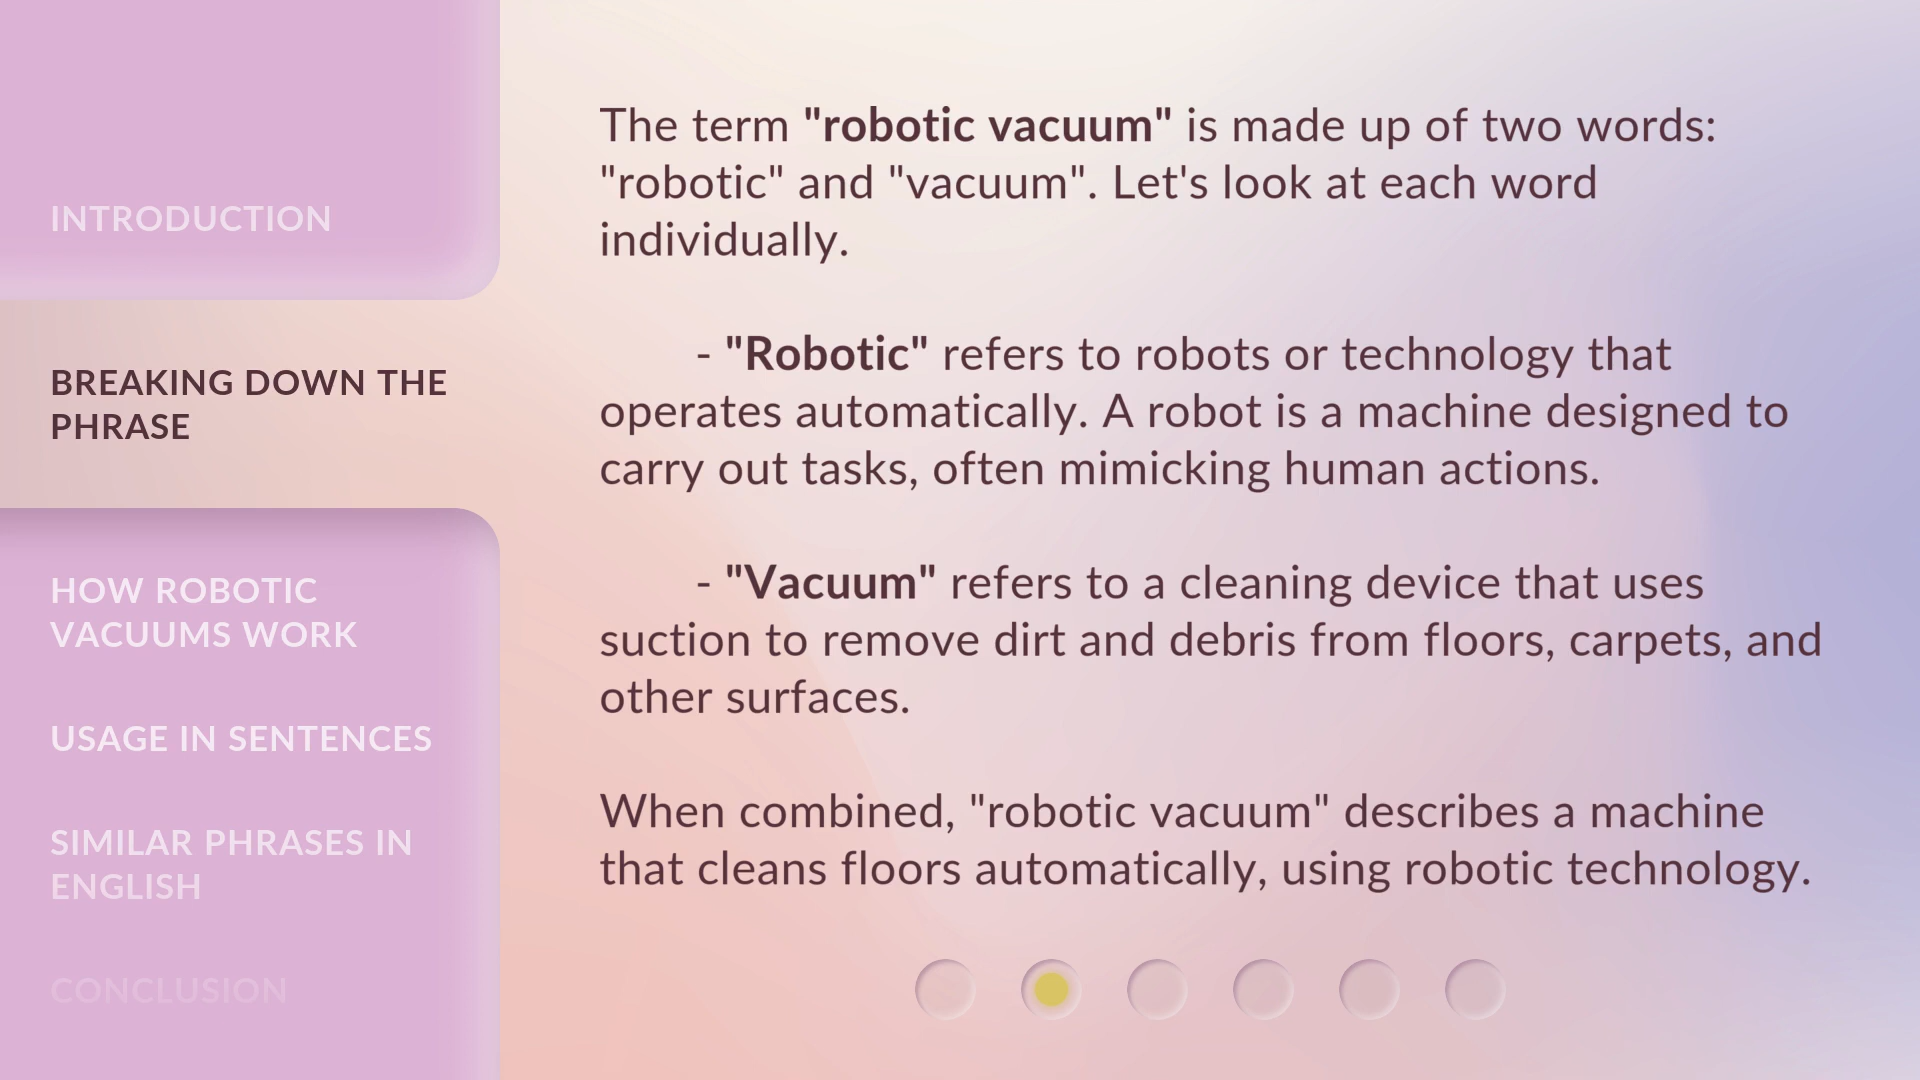 INTRODUCTION
BREAKING DOWN THE
PHRASE
HOW ROBOTIC
VACUUMS WORK
USAGE IN SENTENCES
SIMILAR PHRASES IN
ENGLISH
CONCLUSION
The term "robotic vacuum" is made up of two words:
"robotic" and "vacuum". Let's look at each word
individually.
- "Robotic" refers to robots or technology that
operates automatically. A robot is a machine designed to
carry out tasks, often mimicking human actions.
- "Vacuum" refers to a cleaning device that uses
suction to remove dirt and debris from floors, carpets, and
other surfaces.
When combined, "robotic vacuum" describes a machine
that cleans floors automatically, using robotic technology.